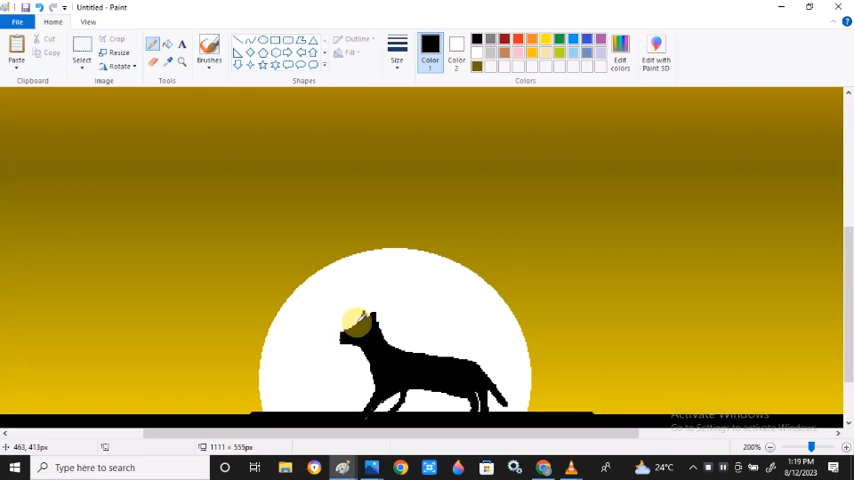 Untitled - Paint
File Home View
Paste
Cut
Copy
Clipboard
Select
Crop
Resize
Rotate
Image
A
Tools
Brushes
Outline
Fill
Shapes
Size
Color 1
Color 2
Edit colors
Colors
Edit with Paint 3D
Activate Windows
Go to Settings to activate Windows.
463, 413px
1111 × 555px
200%
Type here to search
24°C
1:19 PM
8/12/2023